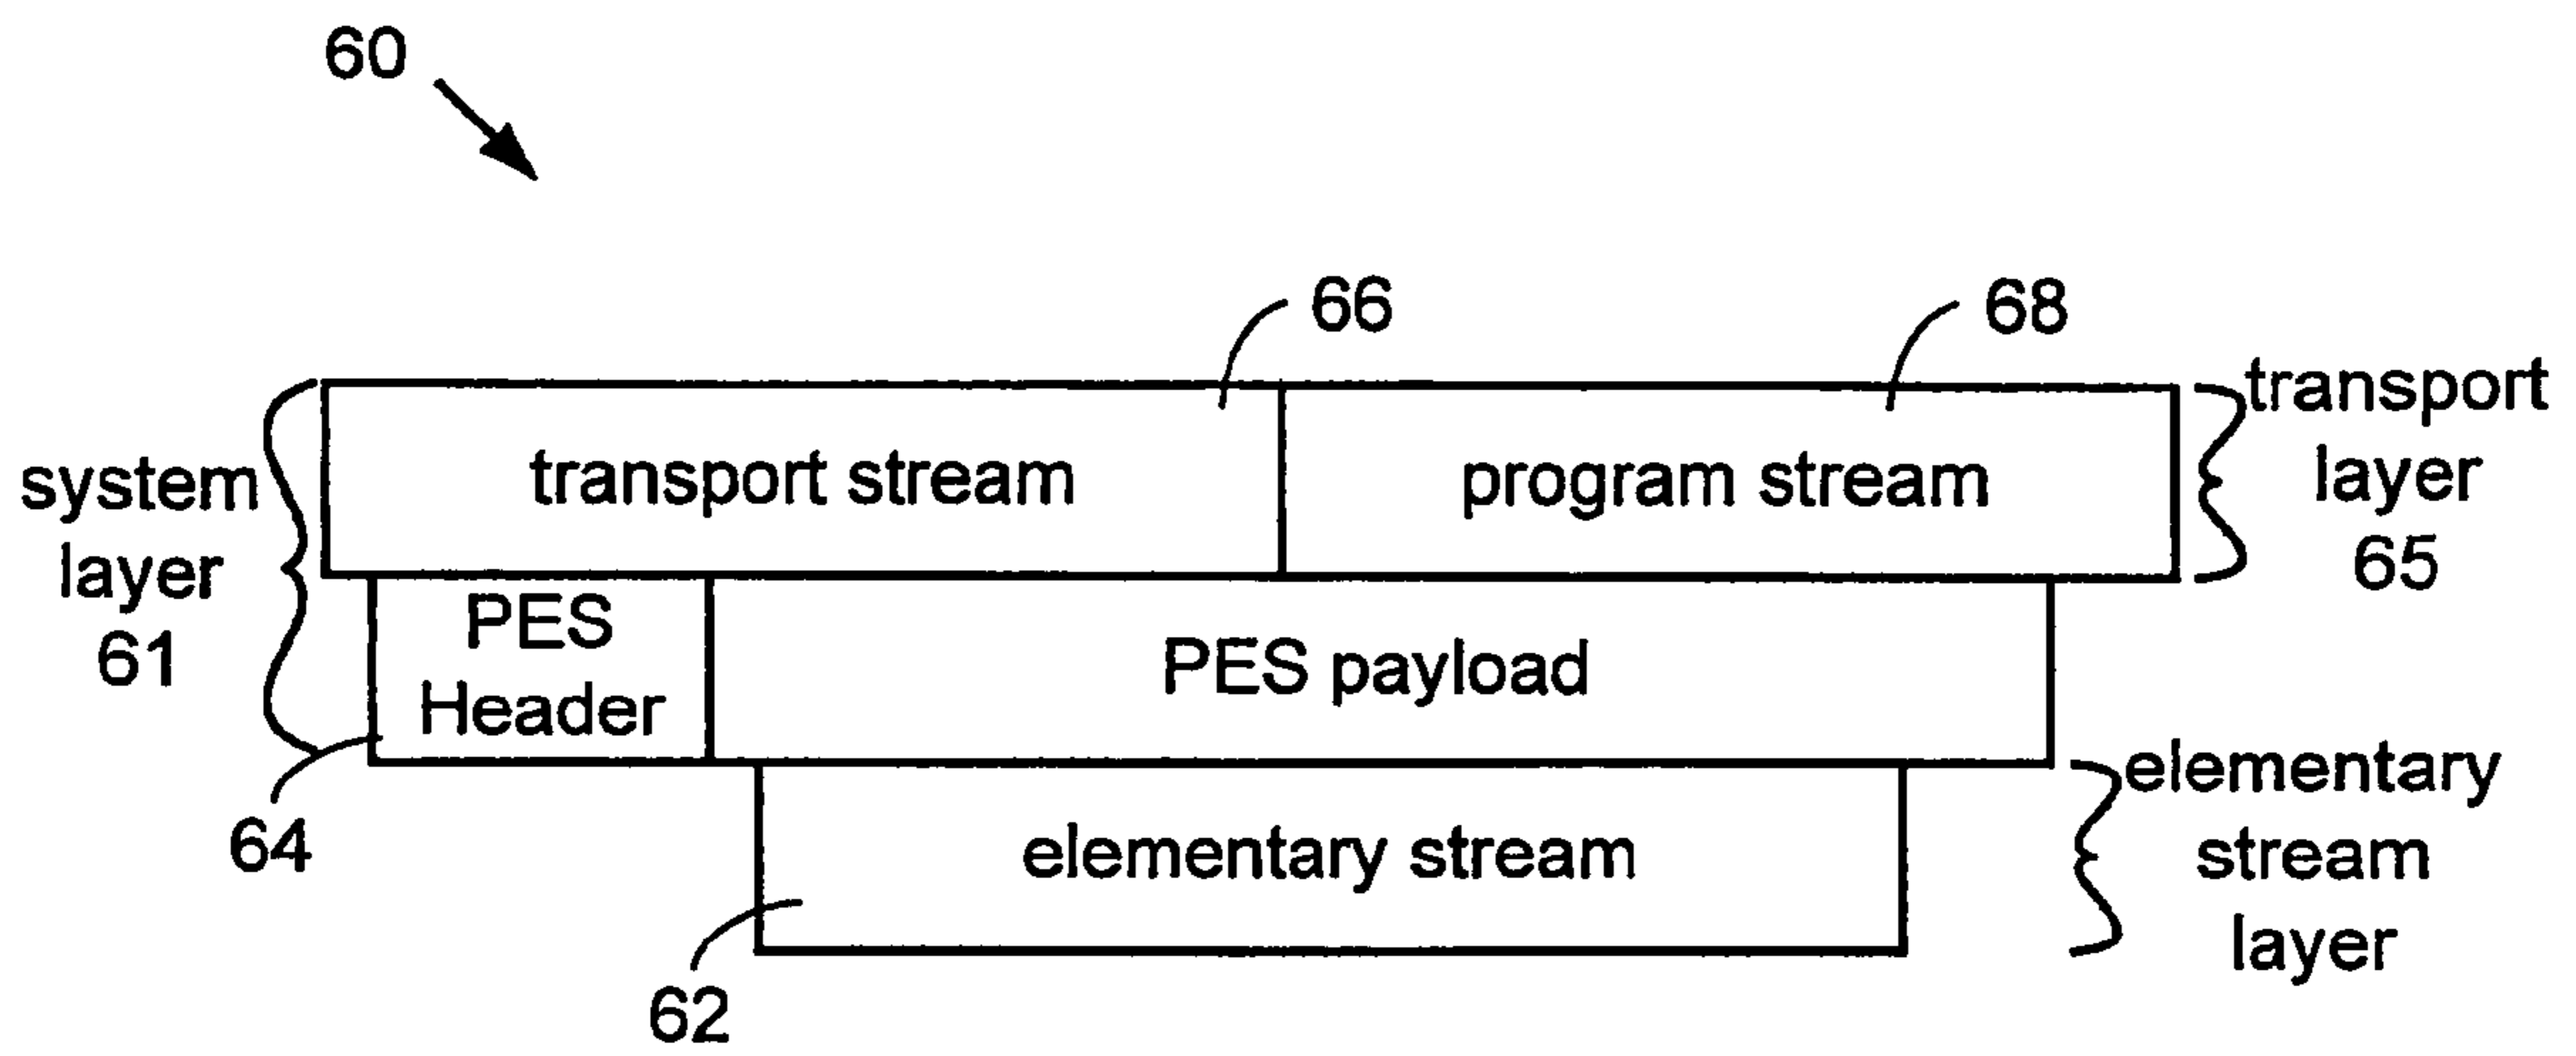 60
66
68
transport stream
program stream
system
layer
61
transport
layer
65
PES
Header
PES payload
64
elementary stream
62
elementary
stream
layer